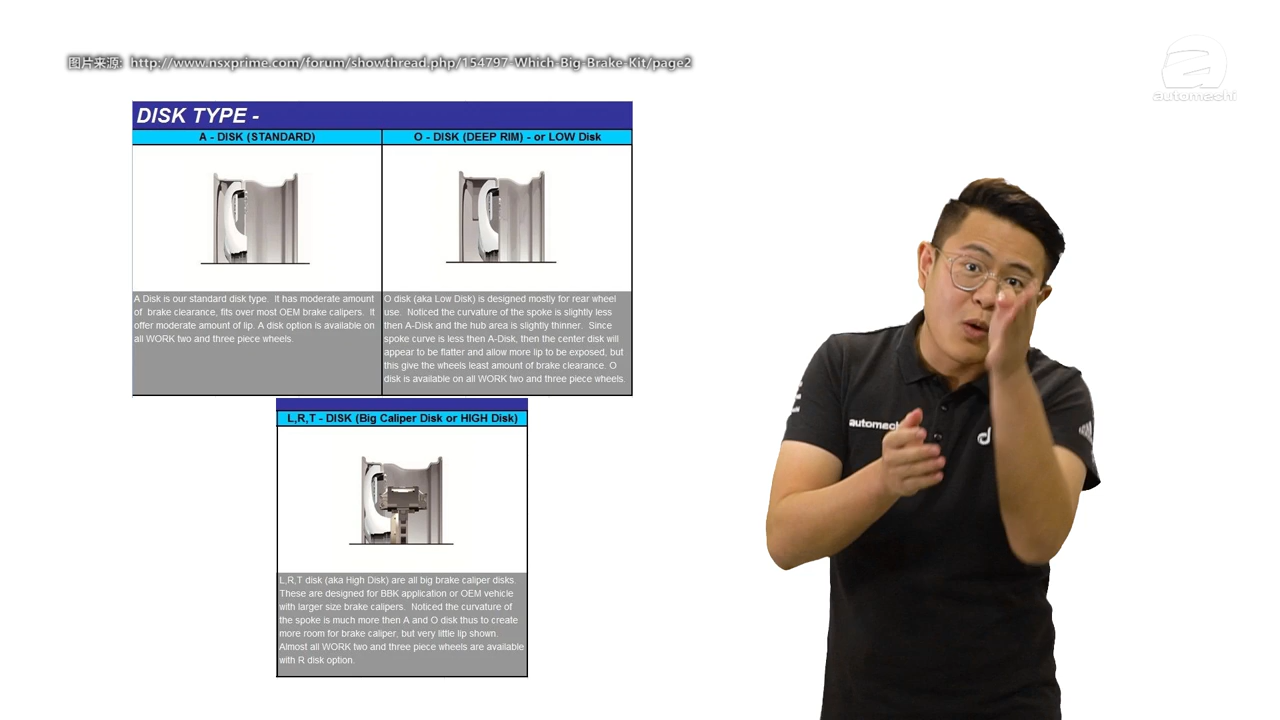 图片来源: http://www.nsxprime.com/forum/showthread.php/154797-Which-Big-Brake-Kit/page2
automachi
DISK TYPE -
A - DISK (STANDARD)
O - DISK (DEEP RIM) - or LOW Disk
A Disk is our standard disk type. It has moderate amount
of brake clearance, fits over most OEM brake calipers. It
offer moderate amount of lip. A disk option is available on
all WORK two and three piece wheels.
O disk (aka Low Disk) is designed mostly for rear wheel
use. Noticed the curvature of the spoke is slightly less
then A-Disk and the hub area is slightly thinner. Since
spoke curve is less then A-Disk, then the center disk will
appear to be flatter and allow more lip to be exposed, but
this give the wheels least amount of brake clearance. O
disk is available on all WORK two and three piece wheels.
L,R,T - DISK (Big Caliper Disk or HIGH Disk)
L,R,T disk (aka High Disk) are all big brake caliper disks.
These are designed for BBK application or OEM vehicle
with larger size brake calipers. Noticed the curvature of
the spoke is much more then A and O disk thus to create
more room for brake caliper, but very little lip shown.
Almost all WORK two and three piece wheels are available
with R disk option.